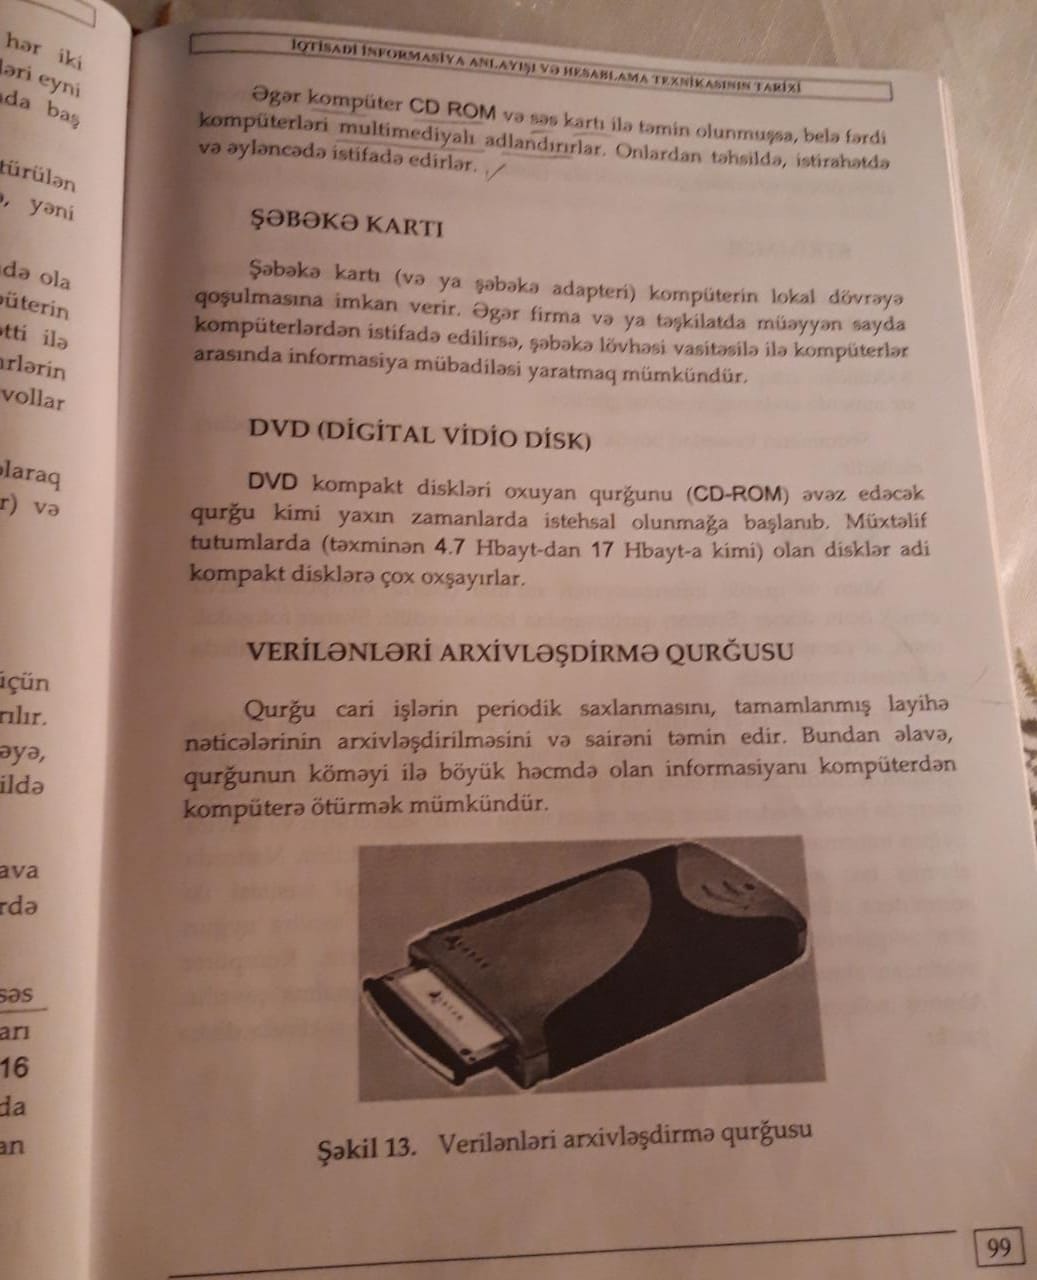 hər iki
ləri eyni
da baş
türülən
yəni
də ola
püterin
tti ilə
arlərin
vollar
olaraq
r) və
üçün
rılır.
əyə,
ildə
ava
rdə
səs
arı
16
da
an
İQTİSADİ İNFORMASİYA ANLAYIŞI VƏ HESABLAMA TEXNİKASININ TARİXİ
Əgər kompüter CD ROM və səs kartı ilə təmin olunmuşsa, belə fərdi
kompüterləri multimediyalı adlandırırlar. Onlardan təhsildə, istirahətdə
və əyləncədə istifadə edirlər.
ŞƏBƏKƏ KARTI
Şəbəkə kartı (və ya şəbəkə adapteri) kompüterin lokal dövrəyə
qoşulmasına imkan verir. Əgər firma və ya təşkilatda müəyyən sayda
kompüterlərdən istifadə edilirsə, şəbəkə lövhəsi vasitəsilə ilə kompüterlər
arasında informasiya mübadiləsi yaratmaq mümkündür.
DVD (DİGİTAL VİDİO DİSK)
DVD kompakt diskləri oxuyan qurğunu (CD-ROM) əvəz edəcək
qurğu kimi yaxın zamanlarda istehsal olunmağa başlanıb. Müxtəlif
tutumlarda (təxminən 4.7 Hbayt-dan 17 Hbayt-a kimi) olan disklər adi
kompakt disklərə çox oxşayırlar.
VERİLƏNLƏRİ ARXİVLƏŞDİRMƏ QURĞUSU
Qurğu cari işlərin periodik saxlanmasını, tamamlanmış layihə
nəticələrinin arxivləşdirilməsini və sairəni təmin edir. Bundan əlavə,
qurğunun köməyi ilə böyük həcmdə olan informasiyanı kompüterdən
kompüterə ötürmək mümkündür.
Şəkil 13. Verilənləri arxivləşdirmə qurğusu
99